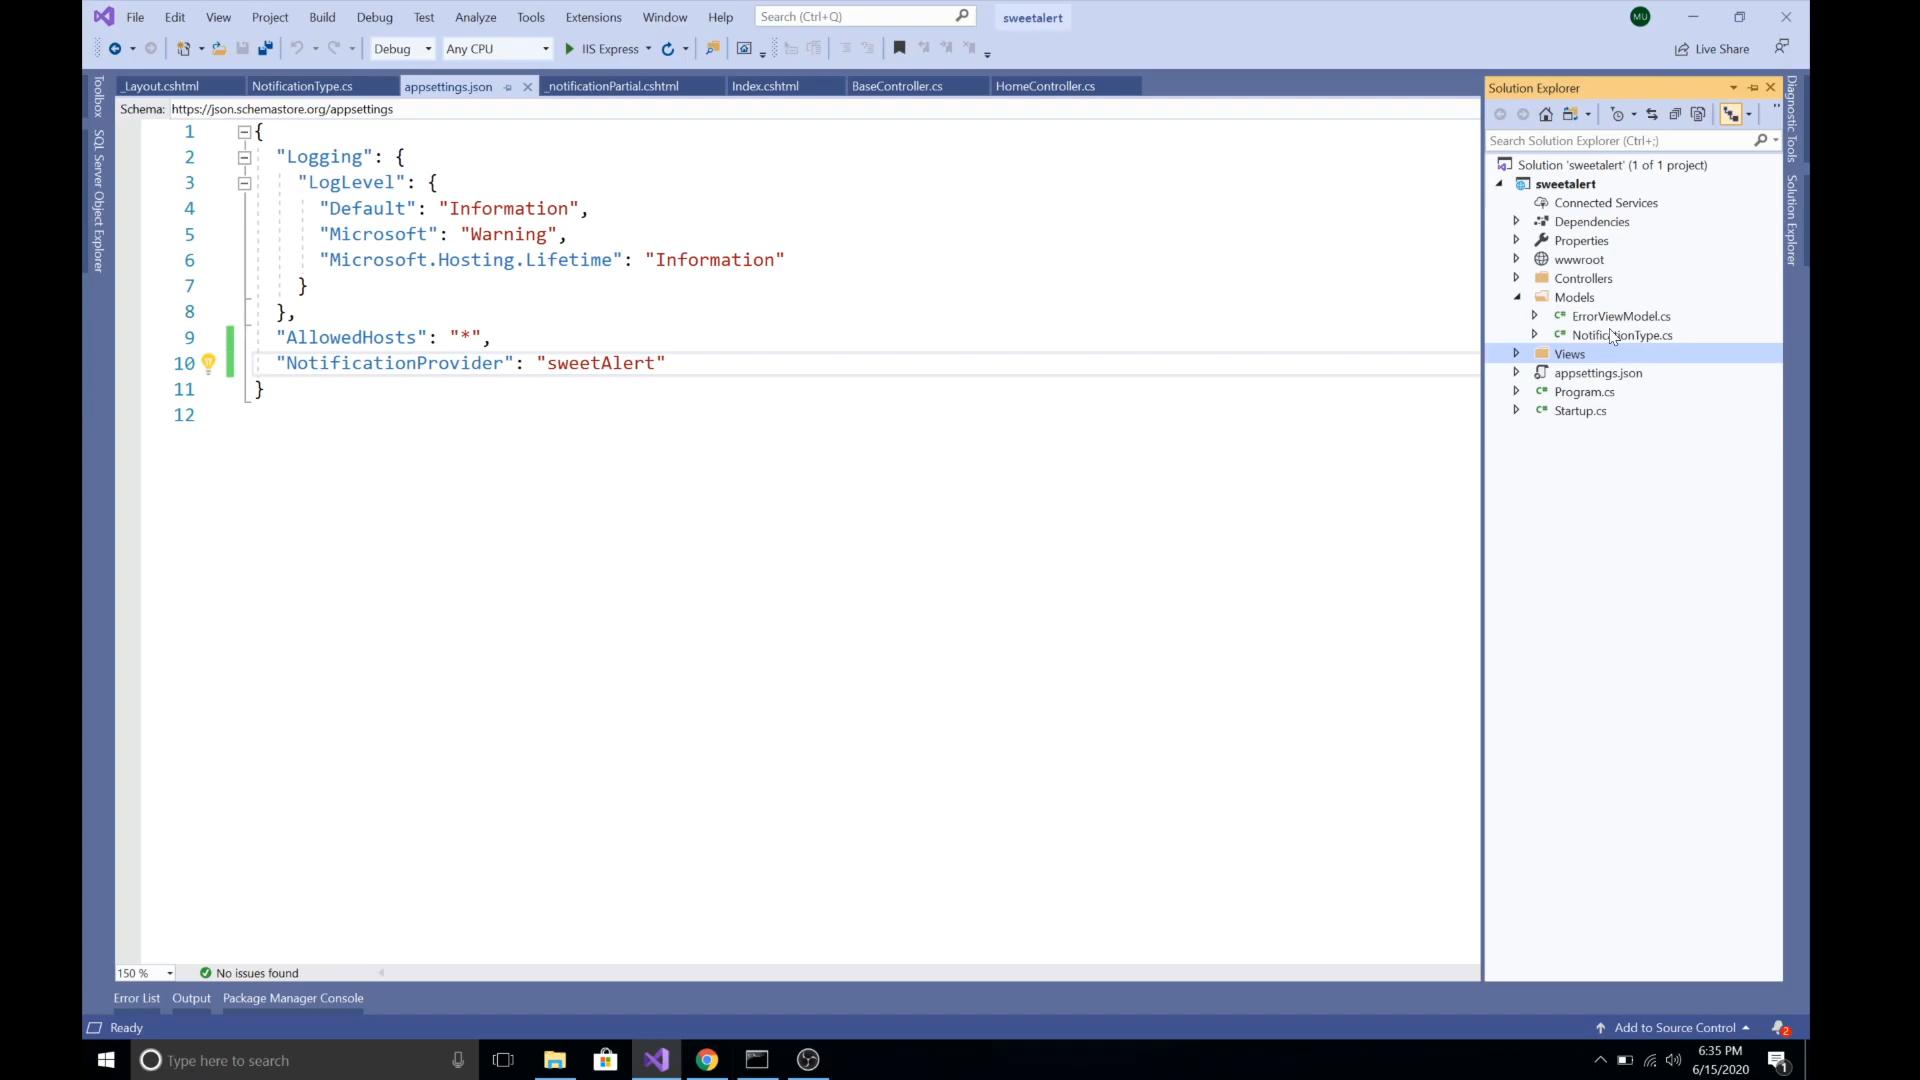 File Edit View Project Build Debug Test Analyze Tools Extensions Window Help Search (Ctrl+Q) sweetalert MU
Debug Any CPU IIS Express Live Share
_Layout.cshtml NotificationType.cs appsettings.json _notificationPartial.cshtml Index.cshtml BaseController.cs HomeController.cs
Schema: https://json.schemastore.org/appsettings
1 {
2 "Logging": {
3 "LogLevel": {
4 "Default": "Information",
5 "Microsoft": "Warning",
6 "Microsoft.Hosting.Lifetime": "Information"
7 }
8 },
9 "AllowedHosts": "*",
10 "NotificationProvider": "sweetAlert"
11 }
12
Toolbox
SQL Server Object Explorer
Solution Explorer
Search Solution Explorer (Ctrl+;)
Solution 'sweetalert' (1 of 1 project)
sweetalert
Connected Services
Dependencies
Properties
wwwroot
Controllers
Models
ErrorViewModel.cs
NotificationType.cs
Views
appsettings.json
Program.cs
Startup.cs
Diagnostic Tools
Solution Explorer
150 % No issues found
Error List Output Package Manager Console
Ready Add to Source Control 2
Type here to search 6:35 PM
6/15/2020 1